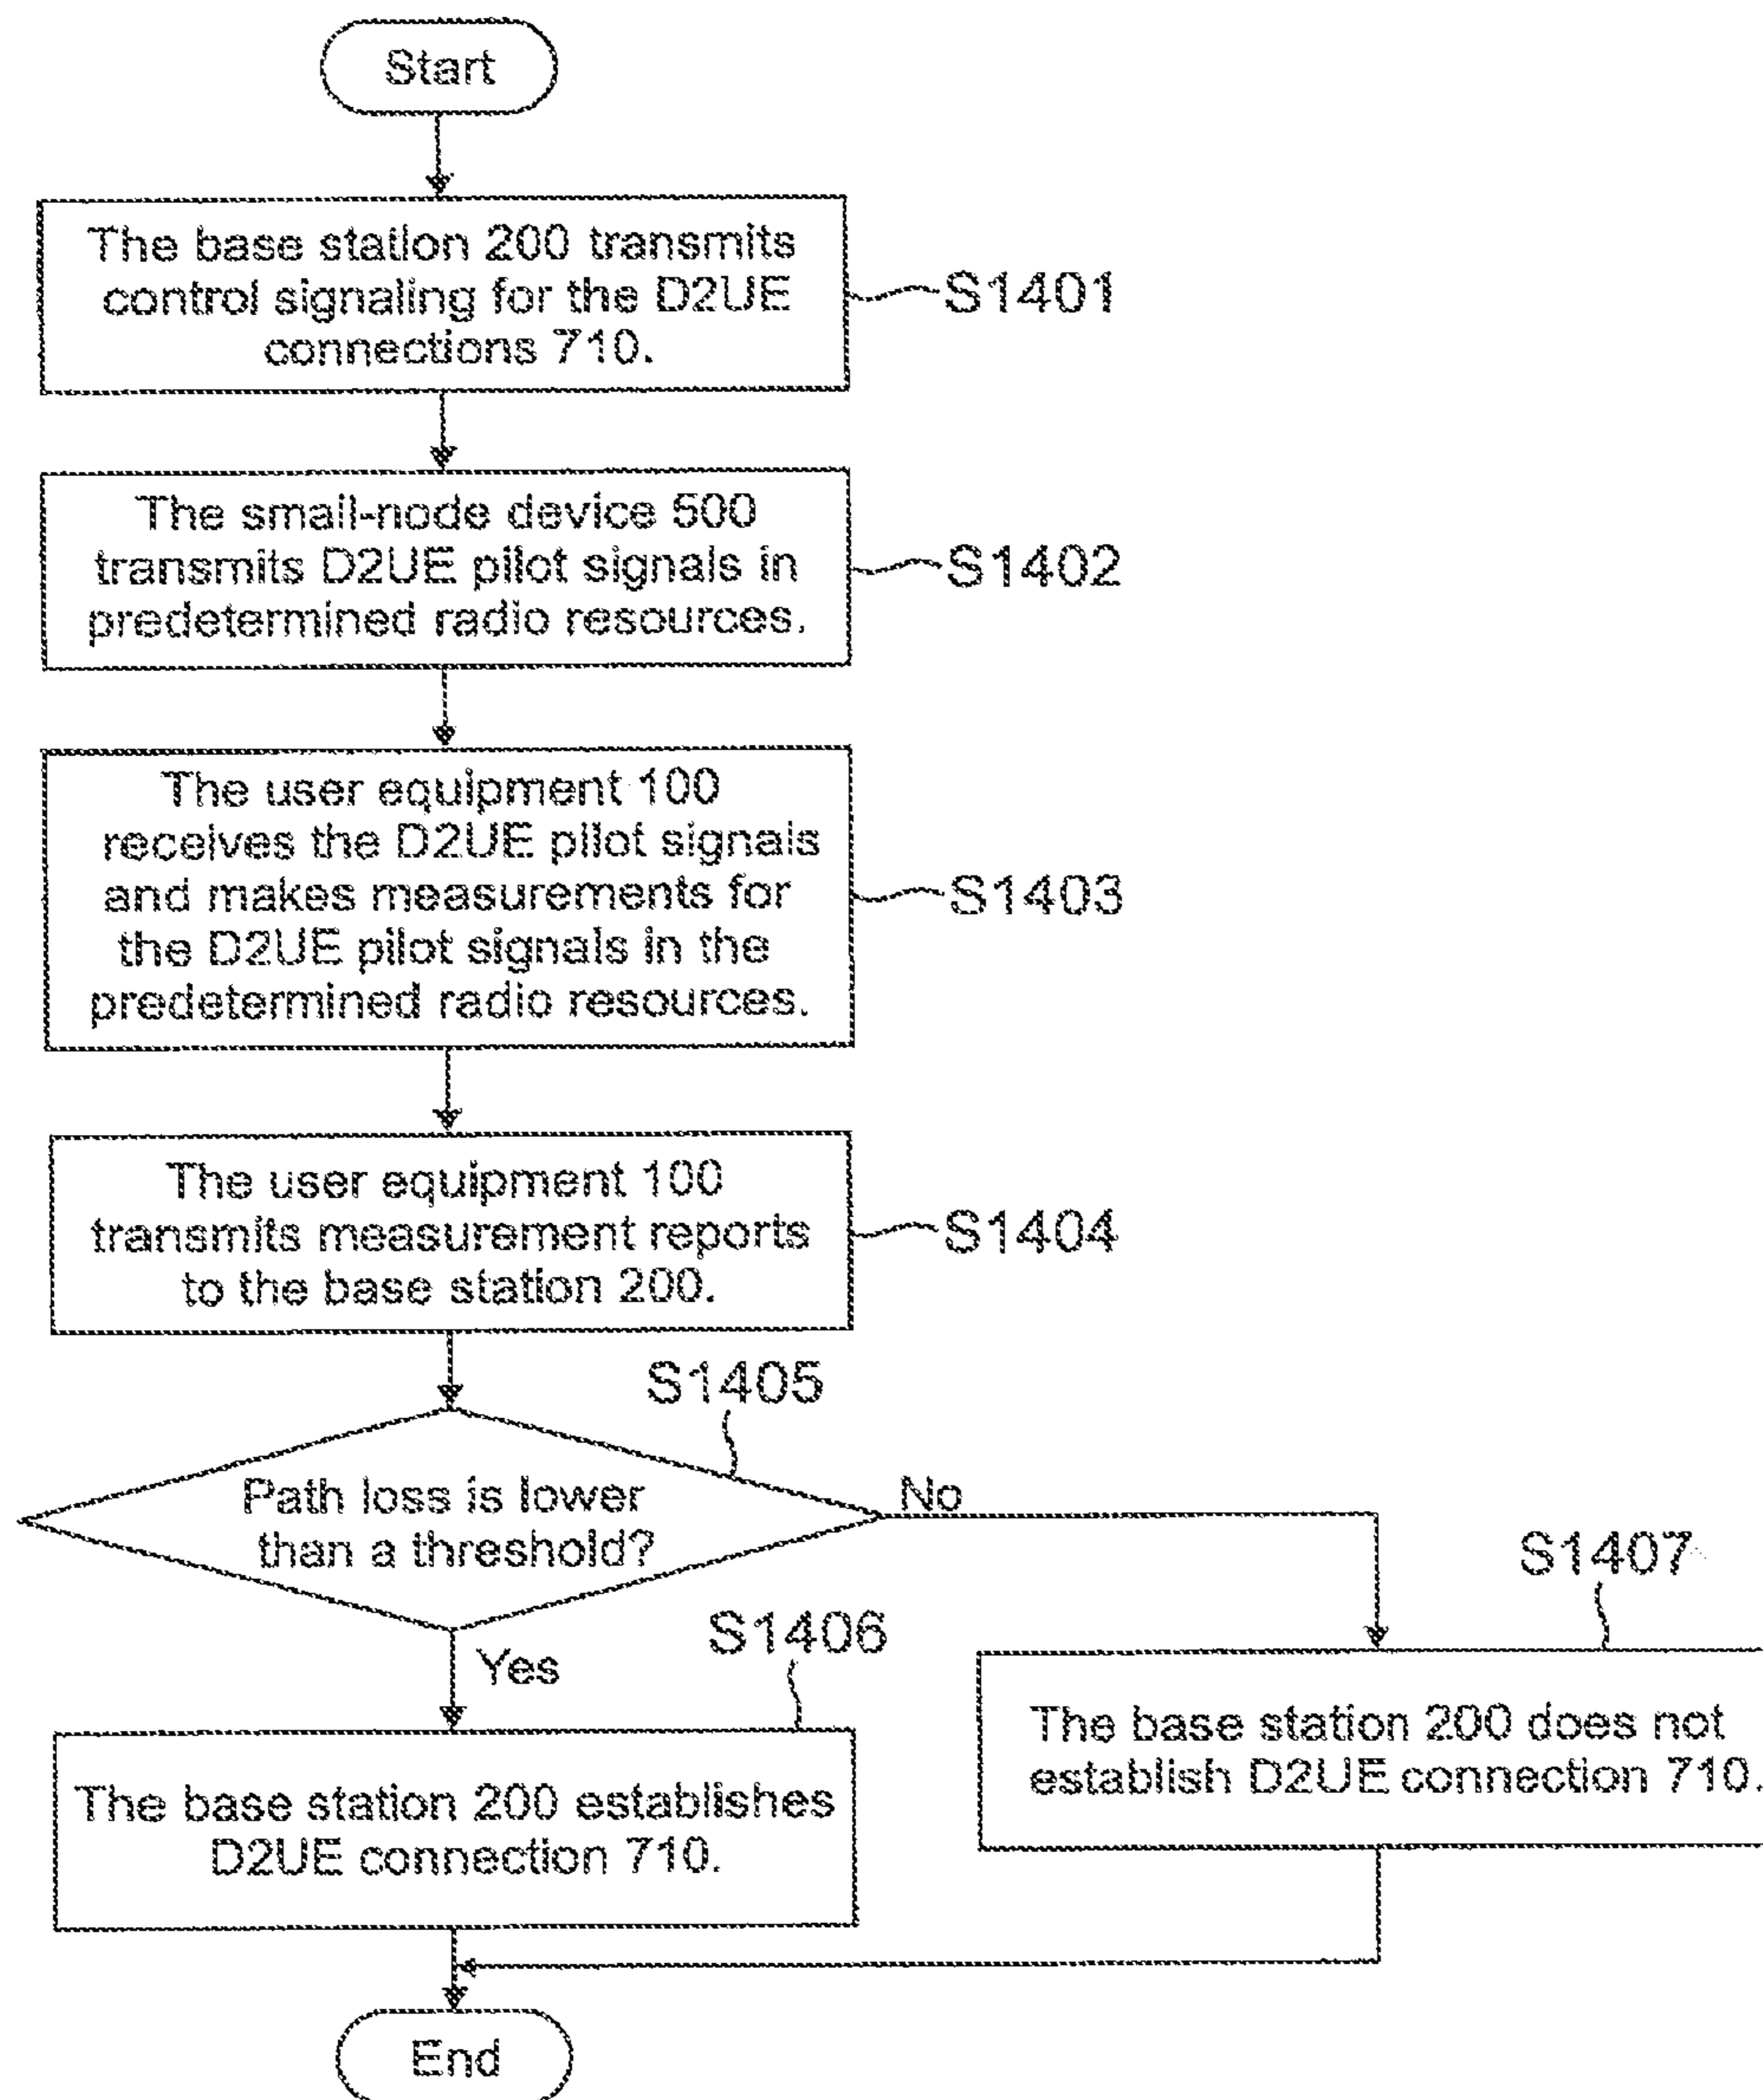 Start
The base station 200 transmits
control signaling for the D2UE
connections 710.
S1401
The small-node device 500
transmits D2UE pilot signals in
predetermined radio resources.
S1402
The user equipment 100
receives the D2UE pilot signals
and makes measurements for
the D2UE pilot signals in the
predetermined radio resources.
S1403
The user equipment 100
transmits measurement reports
to the base station 200.
S1404
S1405
Path loss is lower
than a threshold?
No
Yes
S1406
The base station 200 establishes
D2UE connection 710.
S1407
The base station 200 does not
establish D2UE connection 710.
End